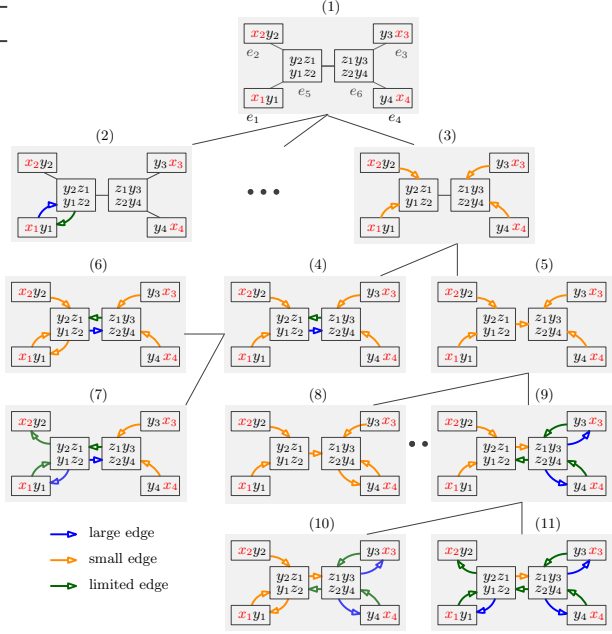 (1)
x₂y₂ y₃x₃
e₂ e₃
y₂z₁ z₁y₃
y₁z₂ z₂y₄
x₁y₁ e₅ e₆ y₄x₄
e₁ e₄
(2) (3)
x₂y₂ y₃x₃ x₂y₂ y₃x₃
y₂z₁ z₁y₃ y₂z₁ z₁y₃
y₁z₂ z₂y₄ • • • y₁z₂ z₂y₄
x₁y₁ y₄x₄ x₁y₁ y₄x₄
(6) (4) (5)
x₂y₂ y₃x₃ x₂y₂ y₃x₃ x₂y₂ y₃x₃
y₂z₁ z₁y₃ y₂z₁ z₁y₃ y₂z₁ z₁y₃
y₁z₂ z₂y₄ y₁z₂ z₂y₄ y₁z₂ z₂y₄
x₁y₁ y₄x₄ x₁y₁ y₄x₄ x₁y₁ y₄x₄
(7) (8) (9)
x₂y₂ y₃x₃ x₂y₂ y₃x₃ x₂y₂ y₃x₃
y₂z₁ z₁y₃ y₂z₁ z₁y₃ • • y₂z₁ z₁y₃
y₁z₂ z₂y₄ y₁z₂ z₂y₄ y₁z₂ z₂y₄
x₁y₁ y₄x₄ x₁y₁ y₄x₄ x₁y₁ y₄x₄
(10) (11)
large edge x₂y₂ y₃x₃ x₂y₂ y₃x₃
small edge y₂z₁ z₁y₃ y₂z₁ z₁y₃
limited edge y₁z₂ z₂y₄ y₁z₂ z₂y₄
x₁y₁ y₄x₄ x₁y₁ y₄x₄